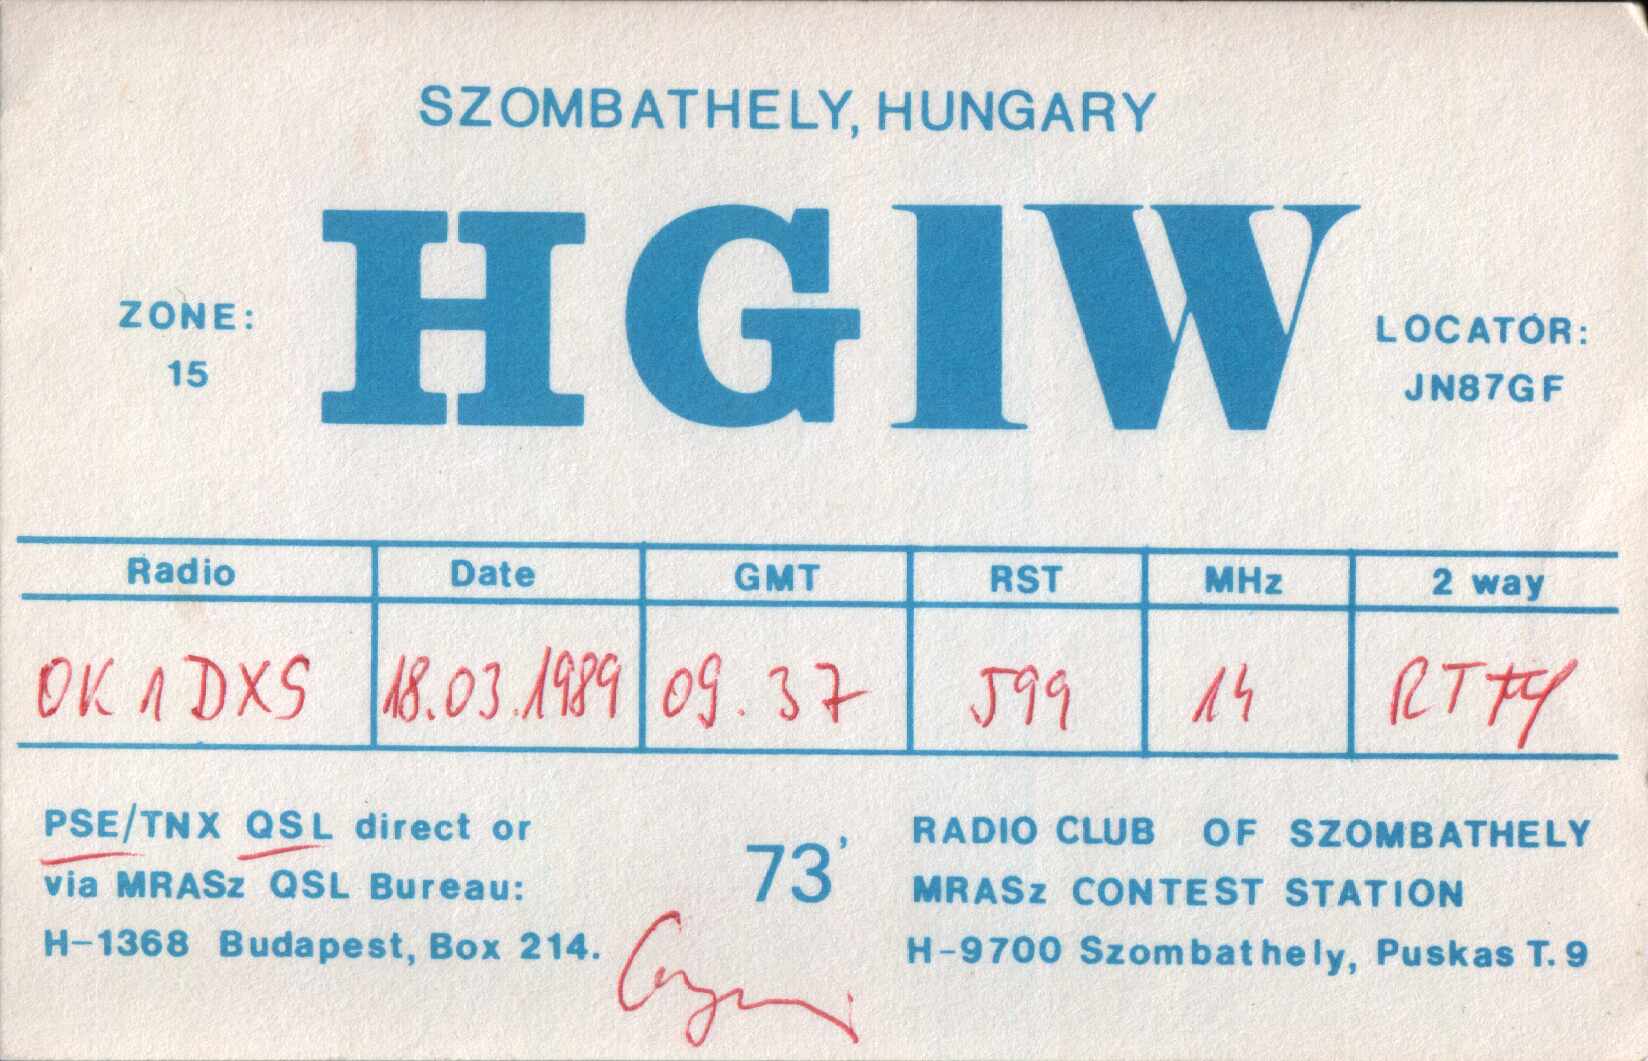 SZOMBATHELY, HUNGARY
HG1W
ZONE:
15
LOCATOR:
JN87GF
Radio Date GMT RST MHz 2 way
OK1DXS 18.03.1989 09.37 599 14 RTTY
PSE/TNX QSL direct or
via MRASz QSL Bureau:
H-1368 Budapest, Box 214.
73'
RADIO CLUB OF SZOMBATHELY
MRASz CONTEST STATION
H-9700 Szombathely, Puskas T. 9